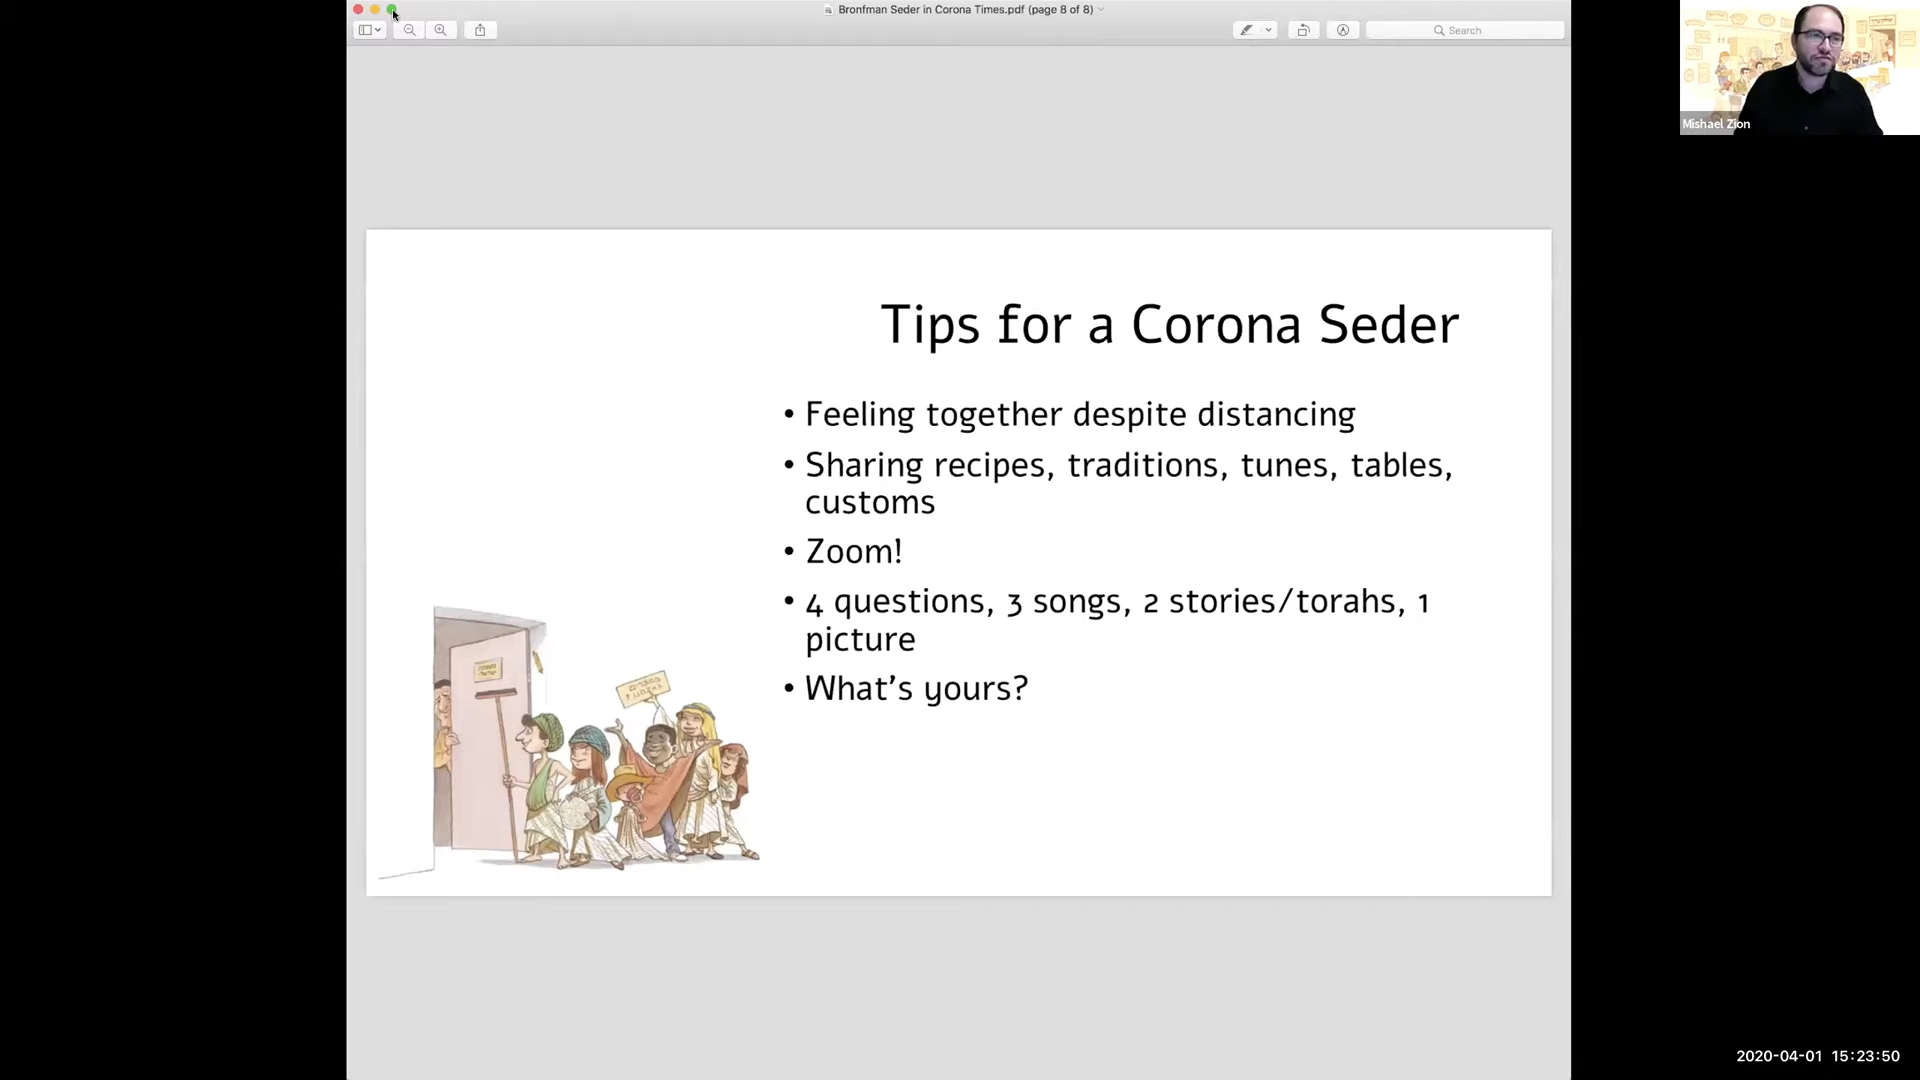 Bronfman Seder in Corona Times.pdf (page 8 of 8)
Search
Mishael Zion
Tips for a Corona Seder
• Feeling together despite distancing
• Sharing recipes, traditions, tunes, tables,
customs
• Zoom!
• 4 questions, 3 songs, 2 stories/torahs, 1
picture
• What's yours?
2020-04-01 15:23:50